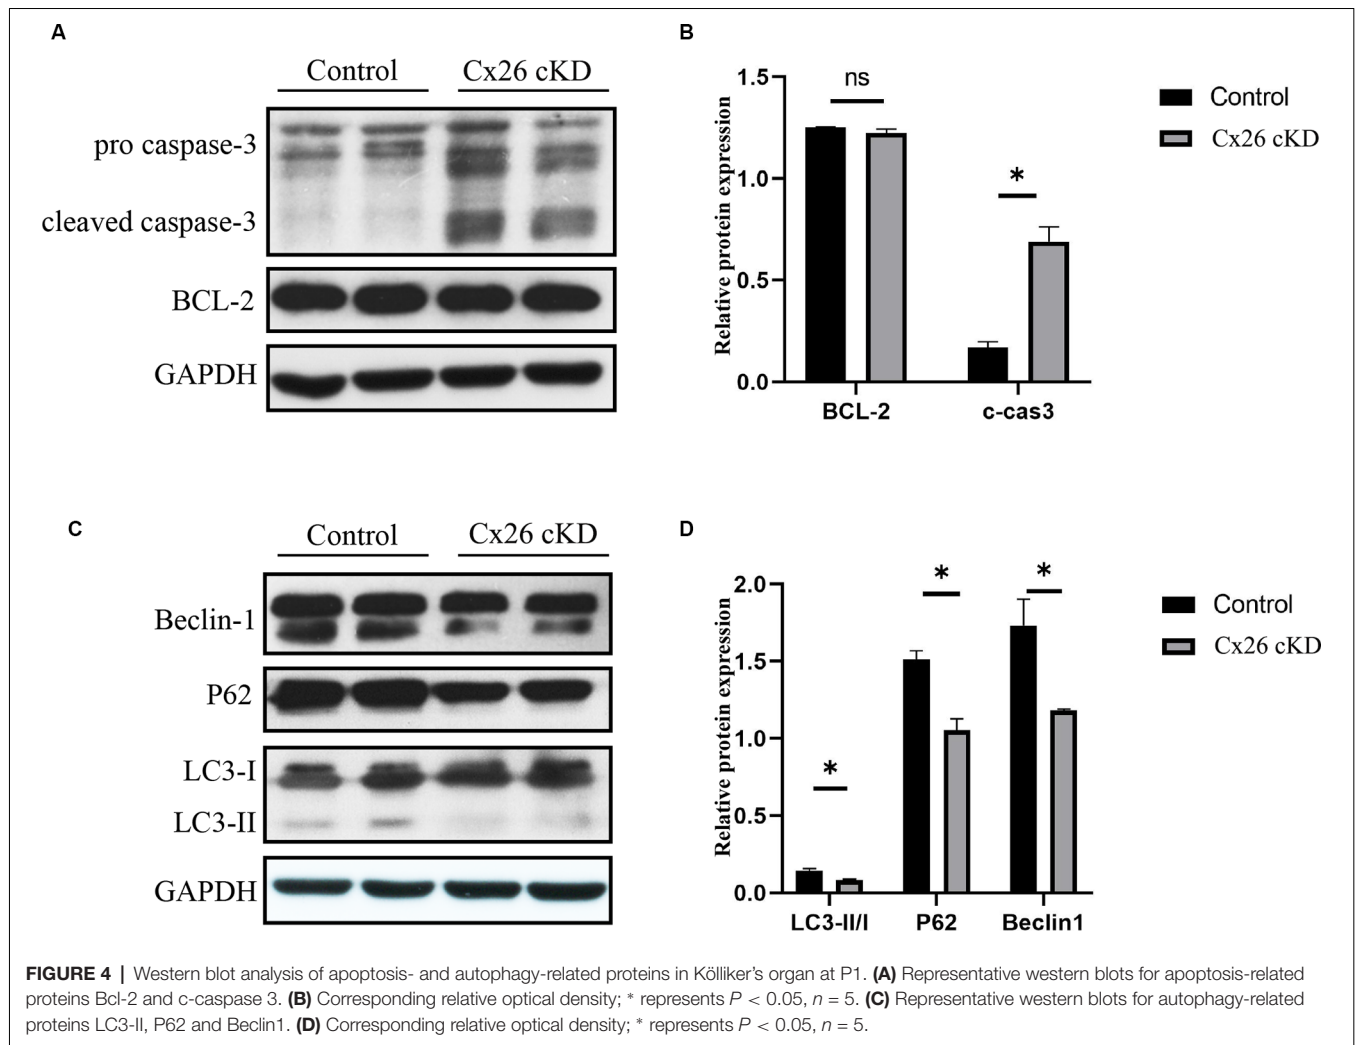 A
Control Cx26 cKD
pro caspase-3
cleaved caspase-3
BCL-2
GAPDH
B
Relative protein expression
1.5
1.0
0.5
0.0
ns
*
BCL-2 c-cas3
Control
Cx26 cKD
C
Control Cx26 cKD
Beclin-1
P62
LC3-I
LC3-II
GAPDH
D
Relative protein expression
2.0
1.5
1.0
0.5
0.0
* * *
LC3-II/I P62 Beclin1
Control
Cx26 cKD
FIGURE 4 | Western blot analysis of apoptosis- and autophagy-related proteins in Kölliker's organ at P1. (A) Representative western blots for apoptosis-related
proteins Bcl-2 and c-caspase 3. (B) Corresponding relative optical density; * represents P < 0.05, n = 5. (C) Representative western blots for autophagy-related
proteins LC3-II, P62 and Beclin1. (D) Corresponding relative optical density; * represents P < 0.05, n = 5.